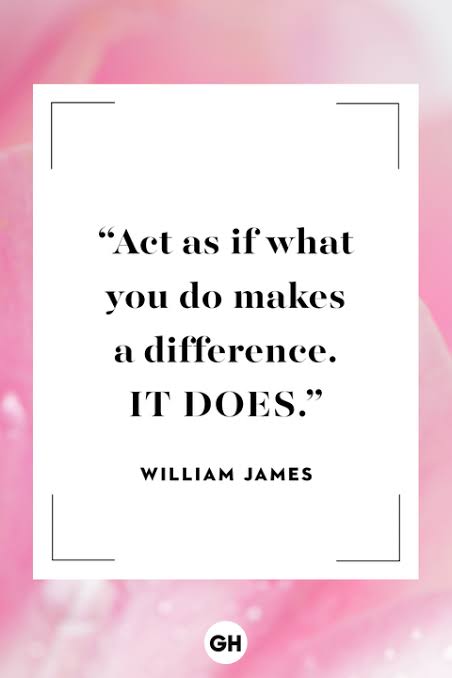 “Act as if what
you do makes
a difference.
IT DOES.”
WILLIAM JAMES
GH